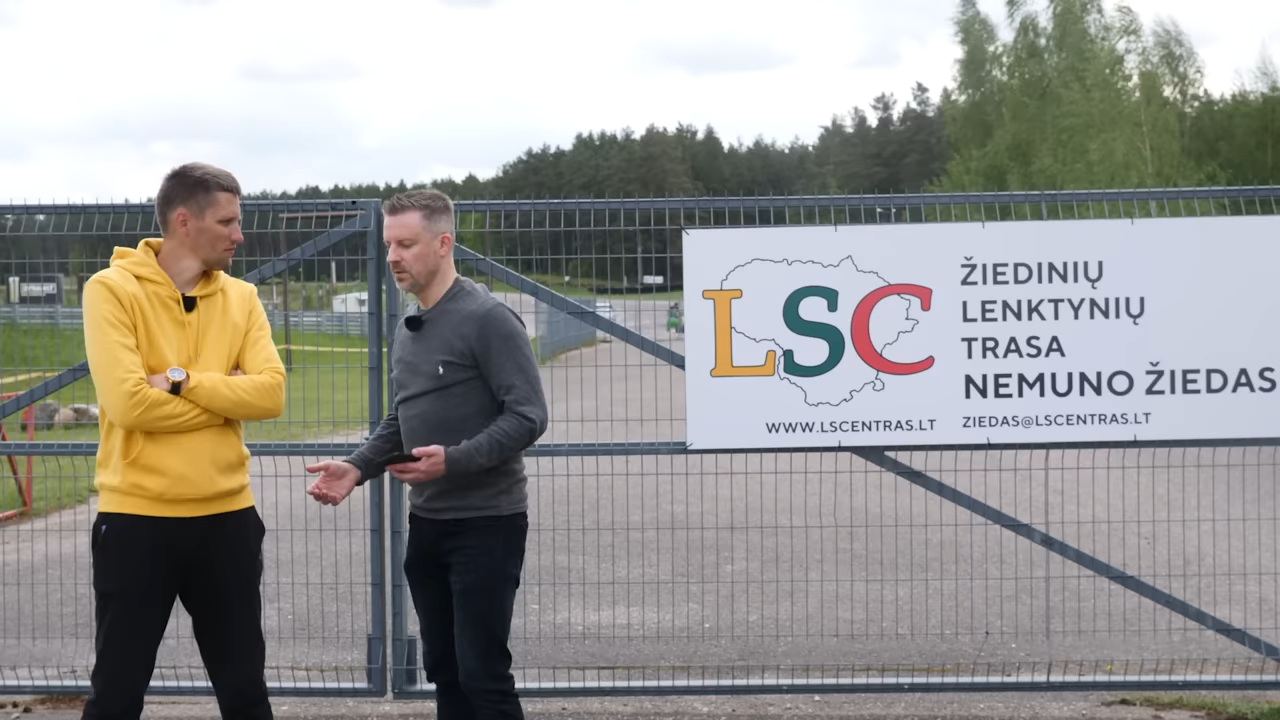 LSC
ŽIEDINIŲ
LENKTYNIŲ
TRASA
NEMUNO ŽIEDAS
WWW.LSCENTRAS.LT
ZIEDAS@LSCENTRAS.LT